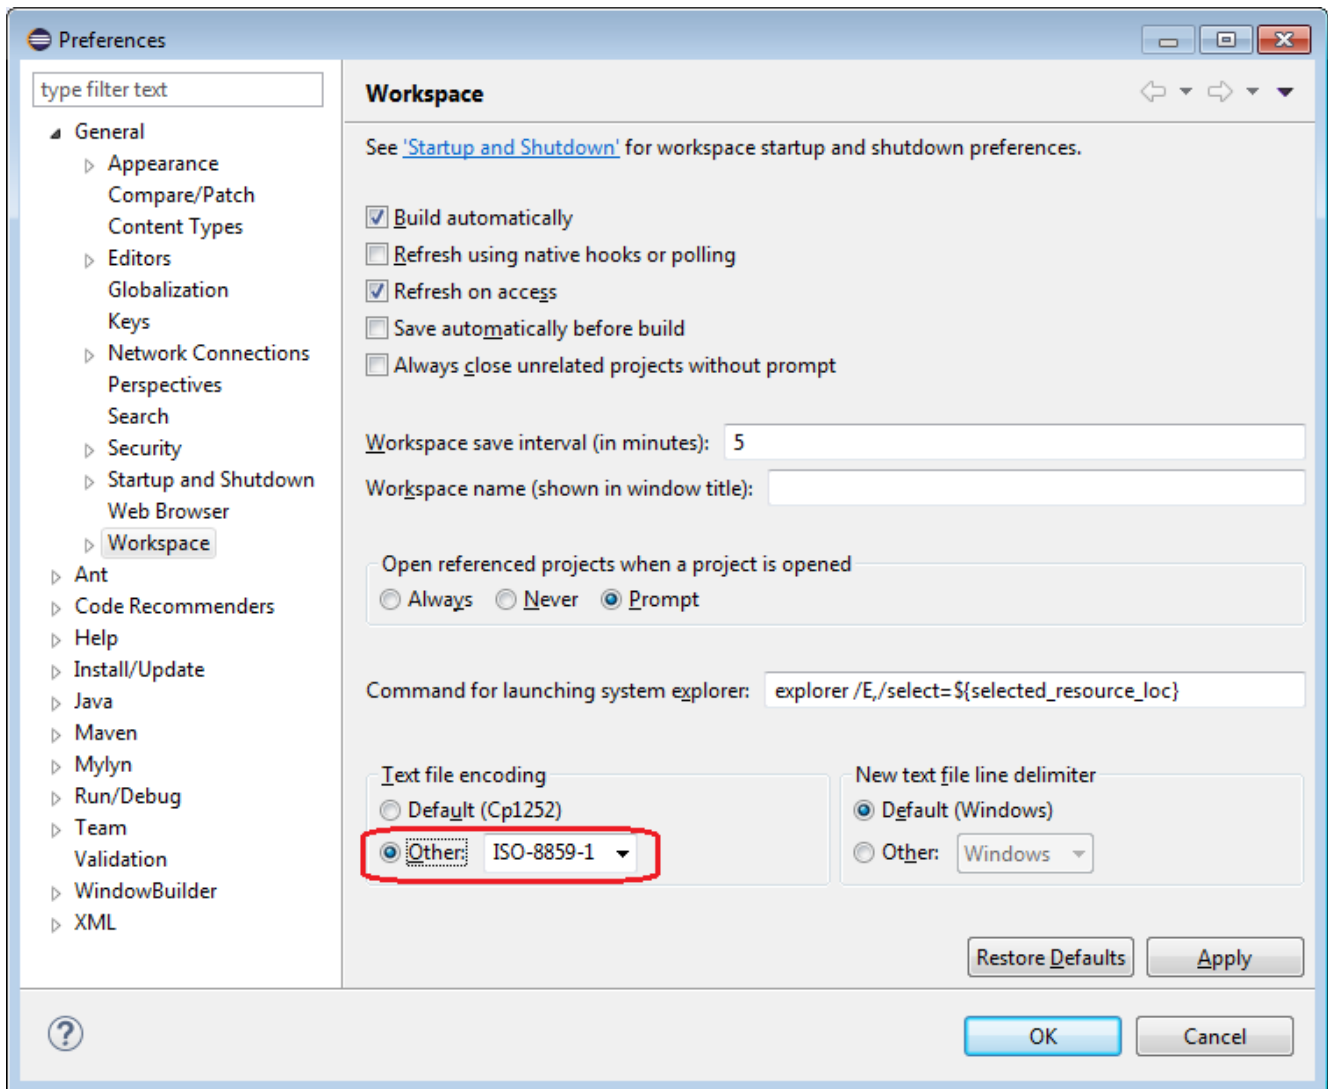 Preferences
type filter text
General
Appearance
Compare/Patch
Content Types
Editors
Globalization
Keys
Network Connections
Perspectives
Search
Security
Startup and Shutdown
Web Browser
Workspace
Ant
Code Recommenders
Help
Install/Update
Java
Maven
Mylyn
Run/Debug
Team
Validation
WindowBuilder
XML
Workspace
See 'Startup and Shutdown' for workspace startup and shutdown preferences.
Build automatically
Refresh using native hooks or polling
Refresh on access
Save automatically before build
Always close unrelated projects without prompt
Workspace save interval (in minutes): 5
Workspace name (shown in window title):
Open referenced projects when a project is opened
Always Never Prompt
Command for launching system explorer: explorer /E,/select=${selected_resource_loc}
Text file encoding
Default (Cp1252)
Other: ISO-8859-1
New text file line delimiter
Default (Windows)
Other: Windows
Restore Defaults Apply
OK Cancel